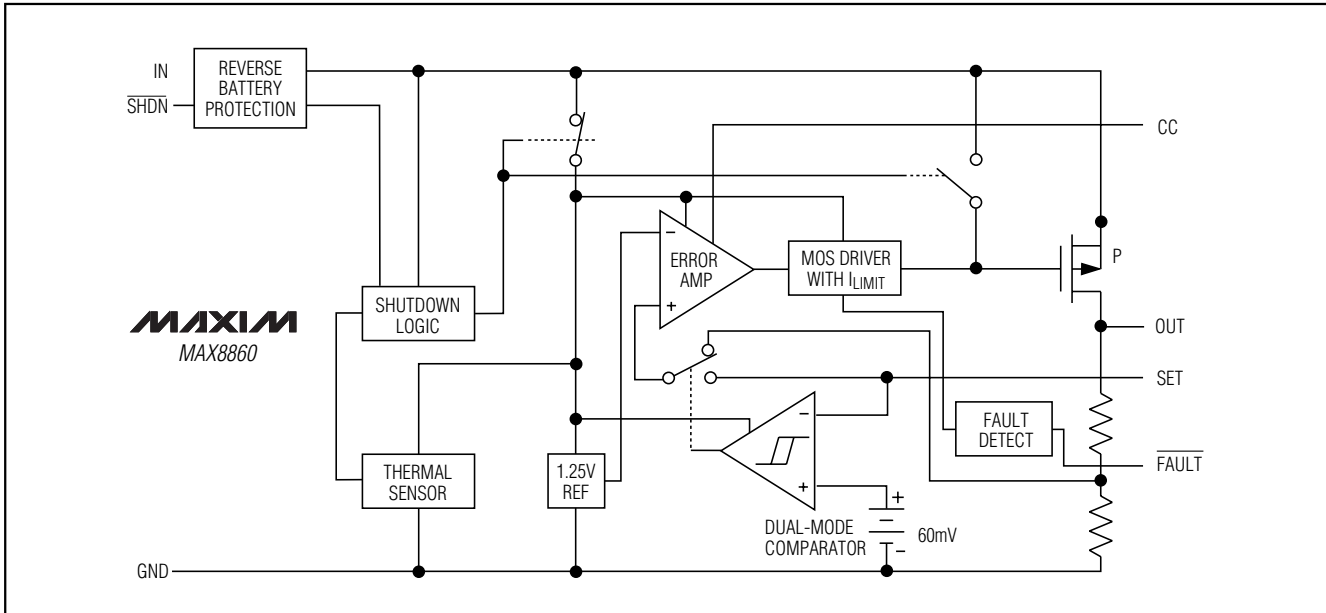 IN
SHDN
REVERSE
BATTERY
PROTECTION
CC
−
ERROR
AMP
+
MOS DRIVER
WITH ILIMIT
P
SHUTDOWN
LOGIC
MAXIM
MAX8860
OUT
SET
−
FAULT
DETECT
FAULT
THERMAL
SENSOR
1.25V
REF
+
+
60mV
−
DUAL-MODE
COMPARATOR
GND